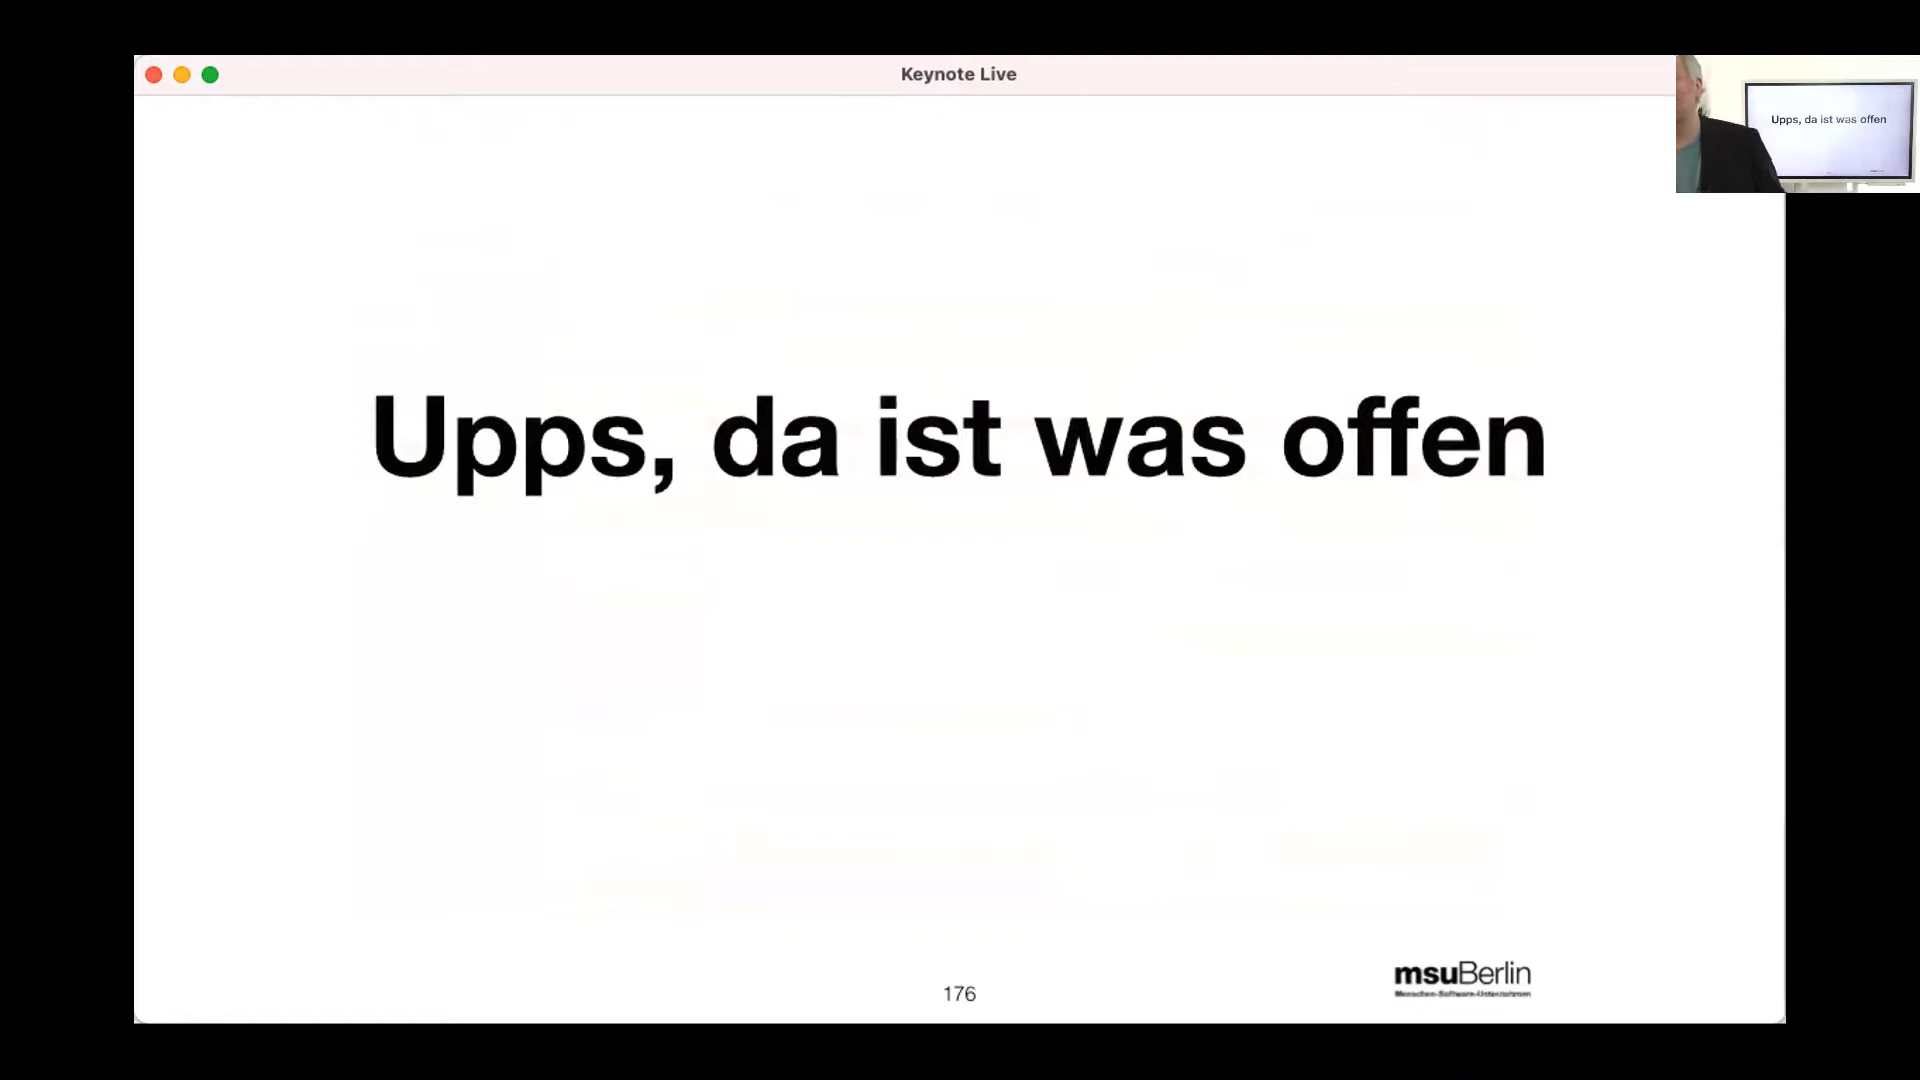 Keynote Live
Upps, da ist was offen
Upps, da ist was offen
176
msuBerlin
Menschen-Software-Unternehmen